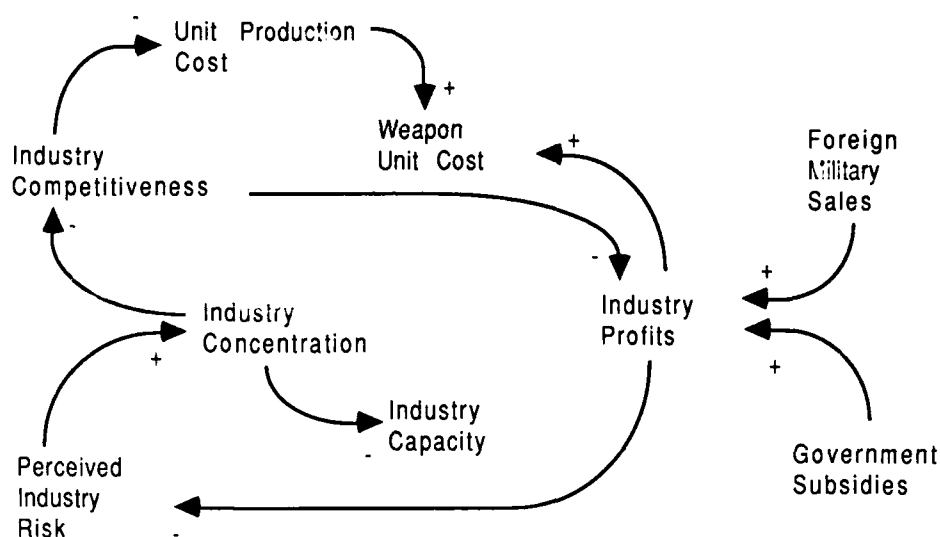 -
Unit Production
Cost
+
Weapon
Unit Cost
+
Foreign
Military
Sales
Industry
Competitiveness
-
-
+
Industry
Profits
Industry
Concentration
+
+
Industry
Capacity
-
Perceived
Industry
Risk
-
Government
Subsidies